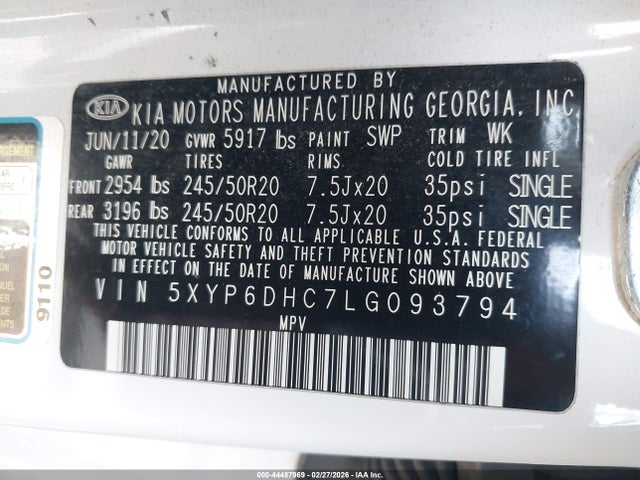 MANUFACTURED BY
KIA KIA MOTORS MANUFACTURING GEORGIA, INC
JUN/11/20 GVWR 5917 lbs PAINT SWP TRIM WK
GAWR TIRES RIMS COLD TIRE INFL
FRONT 2954 lbs 245/50R20 7.5Jx20 35psi SINGLE
REAR 3196 lbs 245/50R20 7.5Jx20 35psi SINGLE
THIS VEHICLE CONFORMS TO ALL APPLICABLE U.S.A. FEDERAL
MOTOR VEHICLE SAFETY AND THEFT PREVENTION STANDARDS
IN EFFECT ON THE DATE OF MANUFACTURE SHOWN ABOVE
VIN 5XYP6DHC7LG093794
MPV
9110
000-44487969 - 02/27/2026 - IAA Inc.